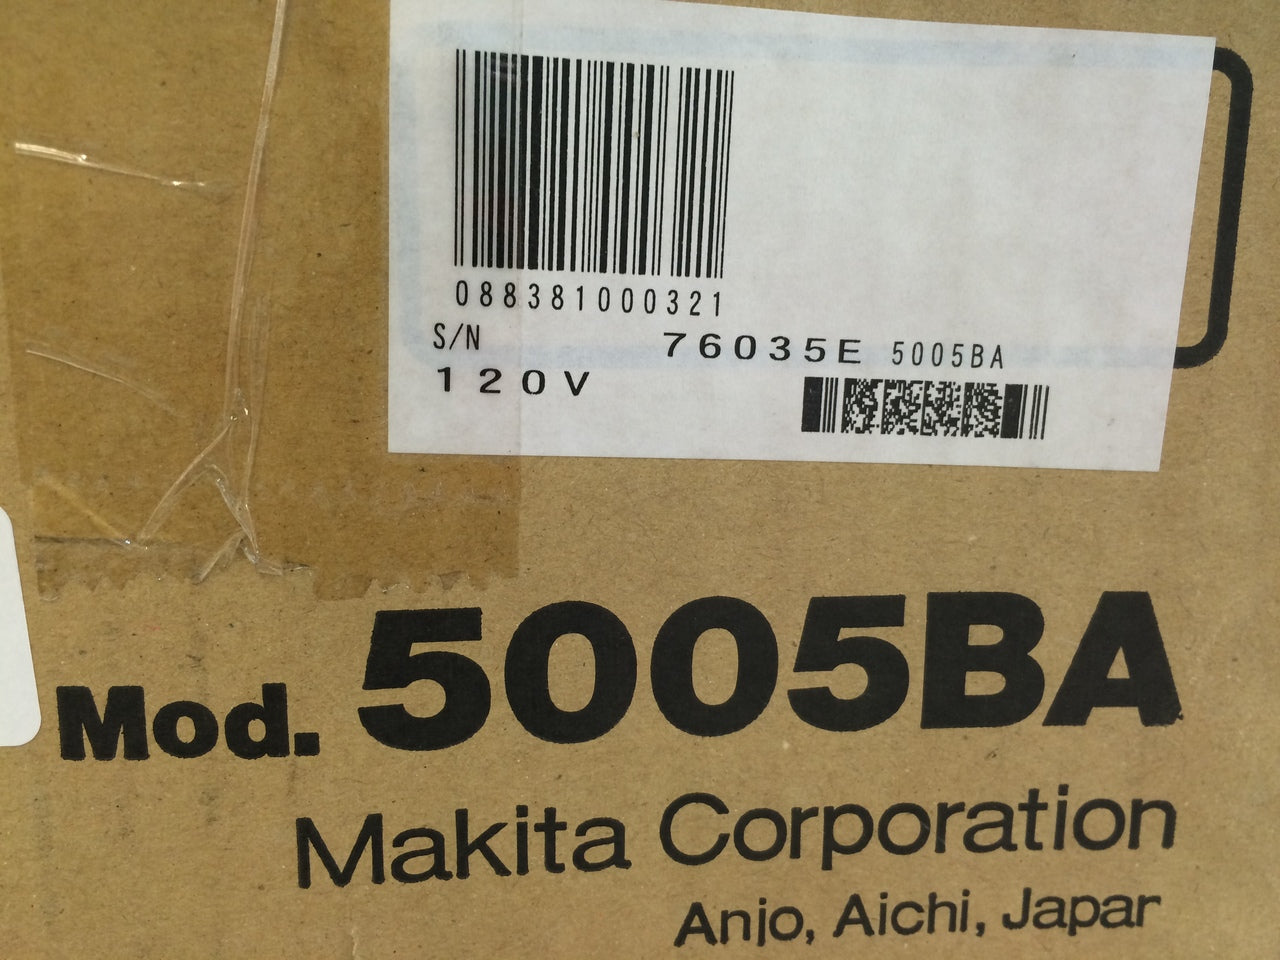 088381000321
S/N 76035E 5005BA
120V
Mod. 5005BA
Makita Corporation
Anjo, Aichi, Japar